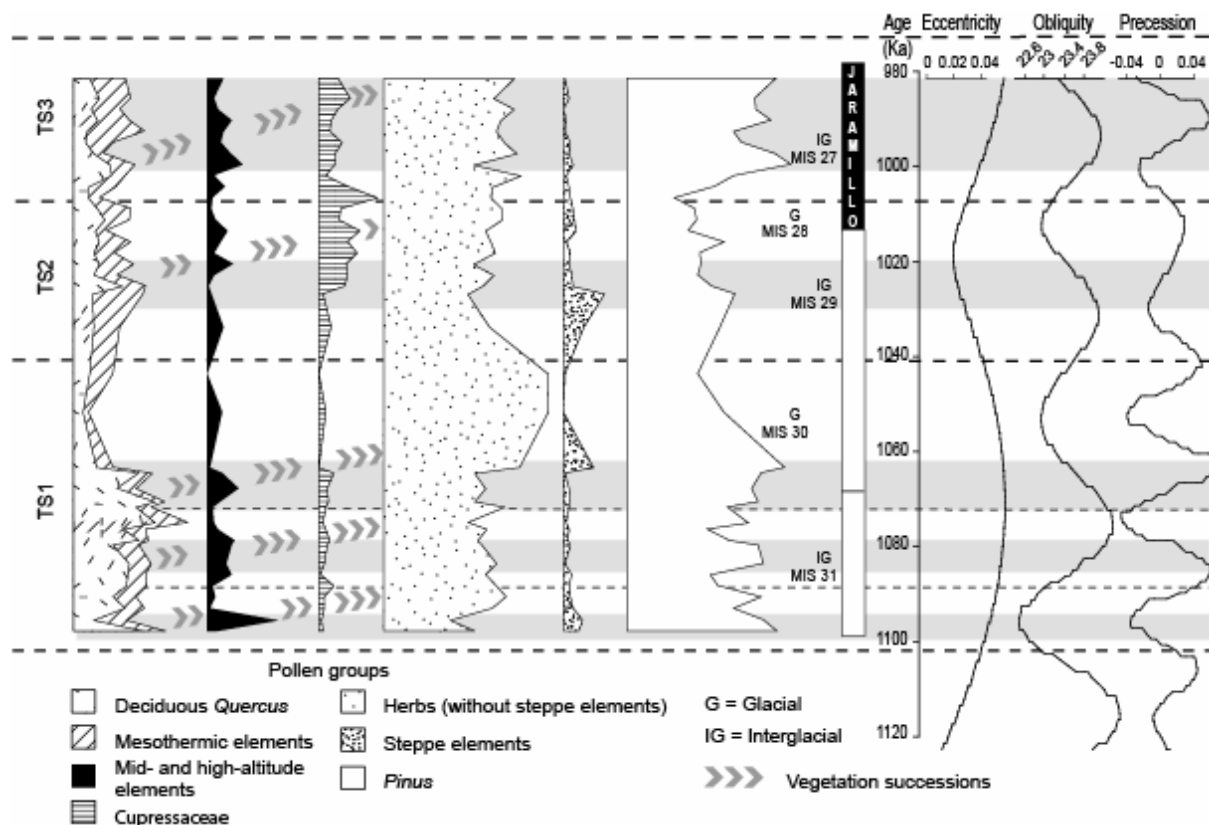 Age Eccentricity Obliquity Precession
(Ka) 22.6 23 23.4 23.8
0 0.02 0.04 -0.04 0 0.04
980
1000
1020
1040
1060
1080
1100
1120
TS3
TS2
TS1
IG
MIS 27
G
MIS 28
IG
MIS 29
G
MIS 30
IG
MIS 31
JARAMILLO
Pollen groups
Deciduous Quercus
Mesothermic elements
Mid- and high-altitude
elements
Cupressaceae
Herbs (without steppe elements)
Steppe elements
Pinus
G = Glacial
IG = Interglacial
Vegetation successions